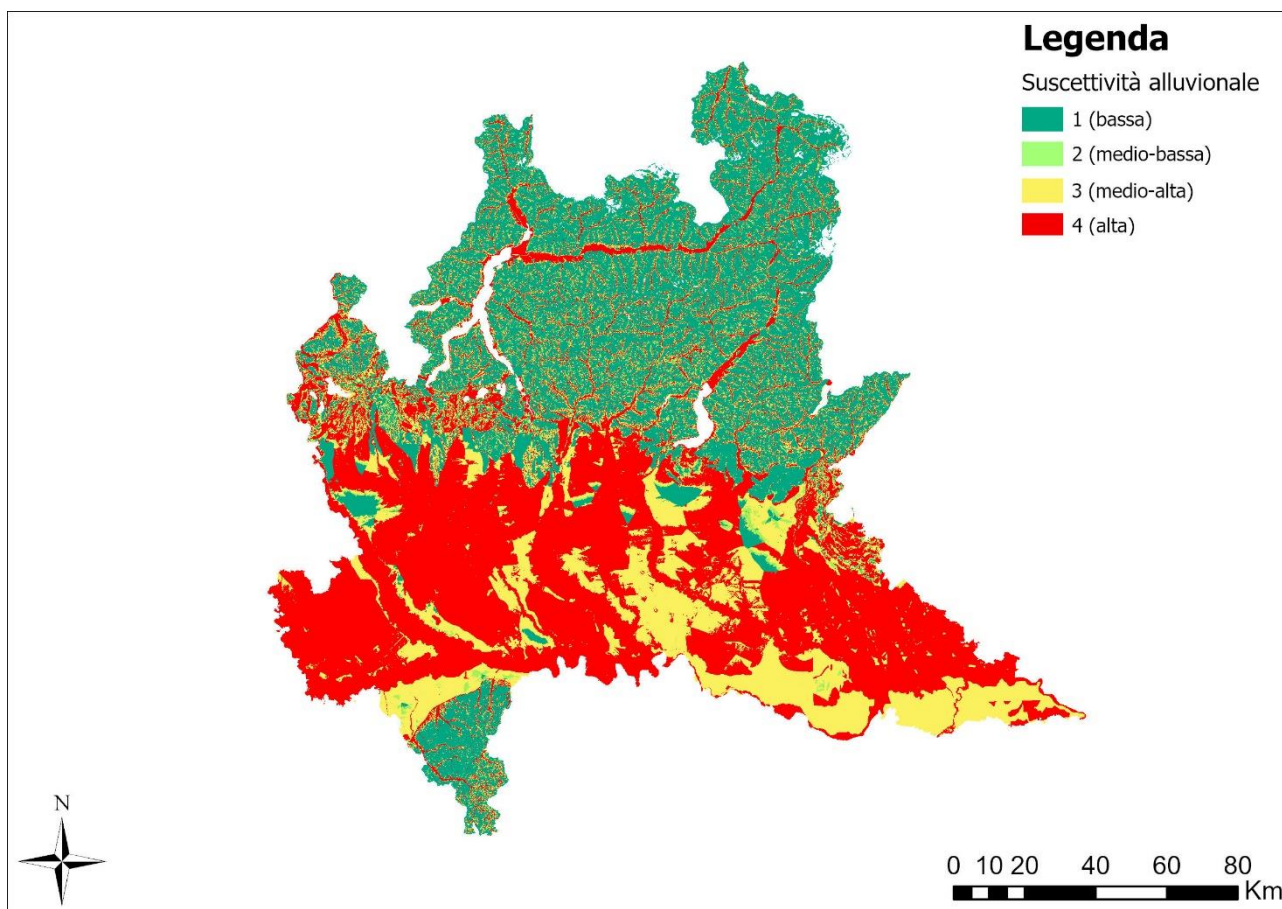 Legenda
Suscettività alluvionale
1 (bassa)
2 (medio-bassa)
3 (medio-alta)
4 (alta)
N
0 10 20 40 60 80
Km